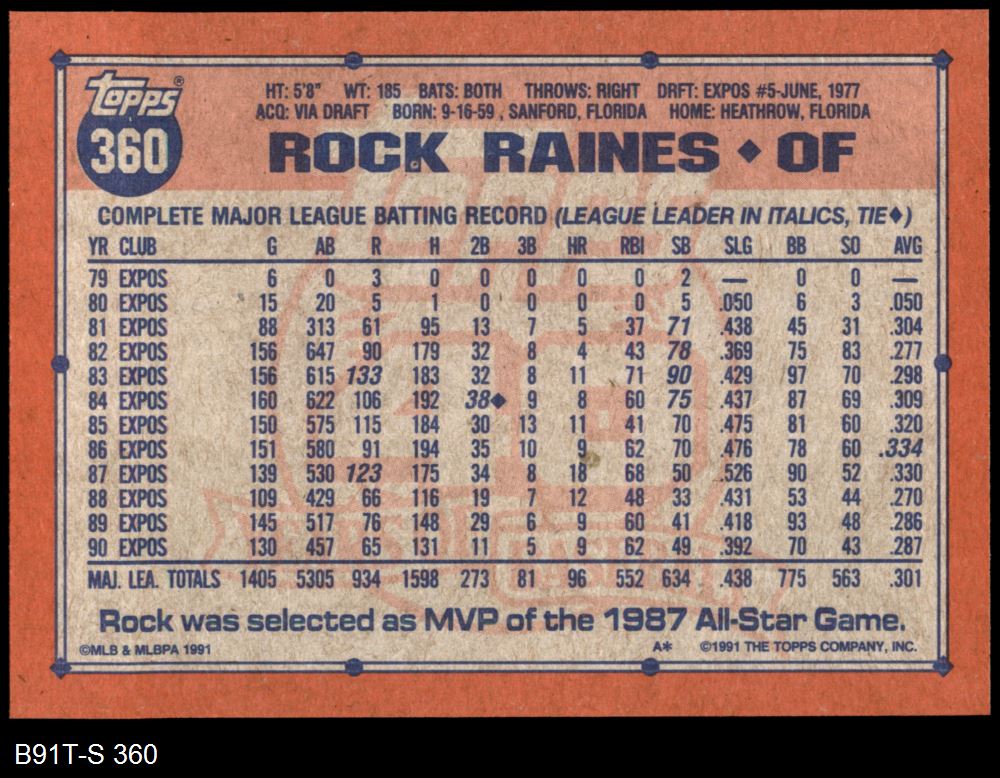 Topps®
360
HT: 5'8" WT: 185 BATS: BOTH THROWS: RIGHT DRFT: EXPOS #5-JUNE, 1977
ACQ: VIA DRAFT BORN: 9-16-59 , SANFORD, FLORIDA HOME: HEATHROW, FLORIDA
ROCK RAINES ◆ OF
COMPLETE MAJOR LEAGUE BATTING RECORD (LEAGUE LEADER IN ITALICS, TIE◆)
YR CLUB G AB R H 2B 3B HR RBI SB SLG BB SO AVG
79 EXPOS 6 0 3 0 0 0 0 0 2 — 0 0 —
80 EXPOS 15 20 5 1 0 0 0 0 5 .050 6 3 .050
81 EXPOS 88 313 61 95 13 7 5 37 71 .438 45 31 .304
82 EXPOS 156 647 90 179 32 8 4 43 78 .369 75 83 .277
83 EXPOS 156 615 133 183 32 8 11 71 90 .429 97 70 .298
84 EXPOS 160 622 106 192 38◆ 9 8 60 75 .437 87 69 .309
85 EXPOS 150 575 115 184 30 13 11 41 70 .475 81 60 .320
86 EXPOS 151 580 91 194 35 10 9 62 70 .476 78 60 .334
87 EXPOS 139 530 123 175 34 8 18 68 50 .526 90 52 .330
88 EXPOS 109 429 66 116 19 7 12 48 33 .431 53 44 .270
89 EXPOS 145 517 76 148 29 6 9 60 41 .418 93 48 .286
90 EXPOS 130 457 65 131 11 5 9 62 49 .392 70 43 .287
MAJ. LEA. TOTALS 1405 5305 934 1598 273 81 96 552 634 .438 775 563 .301
Rock was selected as MVP of the 1987 All-Star Game.
©MLB & MLBPA 1991 A* ©1991 THE TOPPS COMPANY, INC.
B91T-S 360